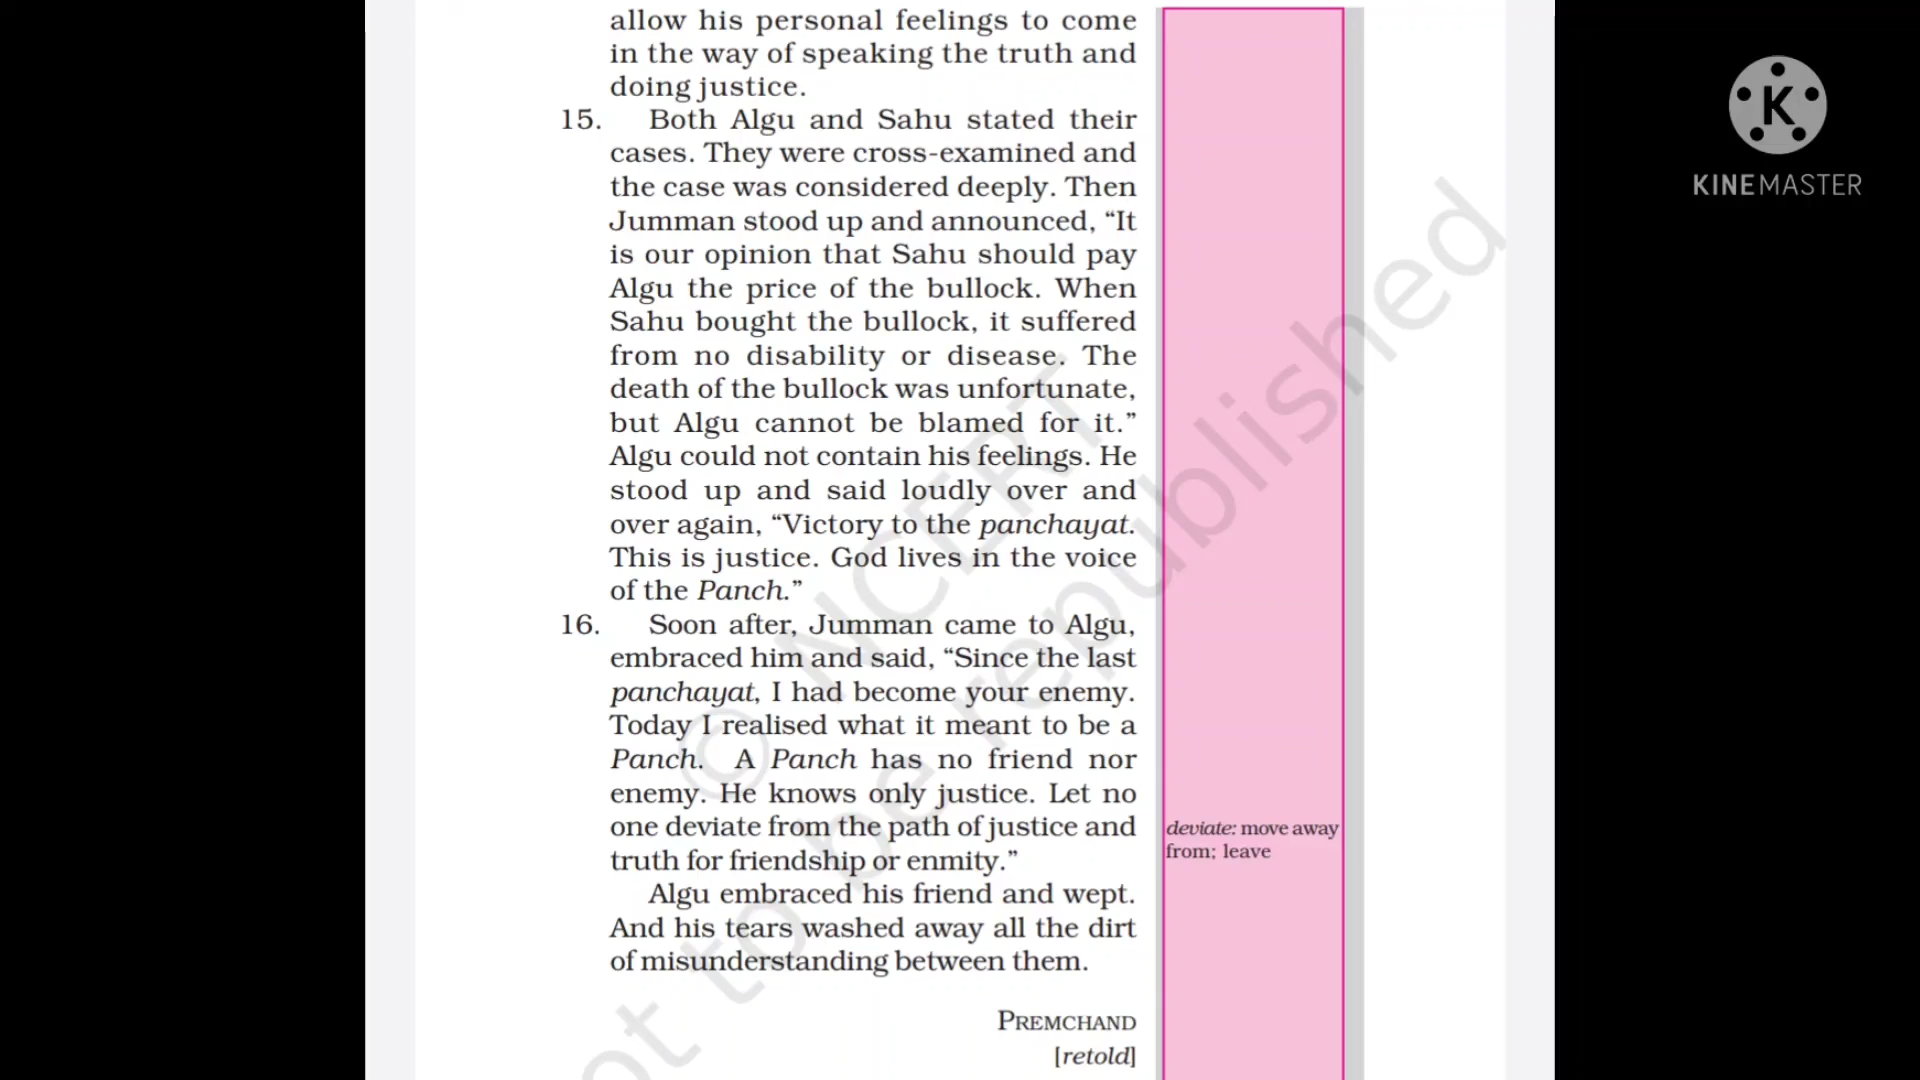 allow his personal feelings to come
in the way of speaking the truth and
doing justice.
15. Both Algu and Sahu stated their
cases. They were cross-examined and
the case was considered deeply. Then
Jumman stood up and announced, “It
is our opinion that Sahu should pay
Algu the price of the bullock. When
Sahu bought the bullock, it suffered
from no disability or disease. The
death of the bullock was unfortunate,
but Algu cannot be blamed for it.”
Algu could not contain his feelings. He
stood up and said loudly over and
over again, “Victory to the panchayat.
This is justice. God lives in the voice
of the Panch.”
16. Soon after, Jumman came to Algu,
embraced him and said, “Since the last
panchayat, I had become your enemy.
Today I realised what it meant to be a
Panch. A Panch has no friend nor
enemy. He knows only justice. Let no
one deviate from the path of justice and
truth for friendship or enmity.”
Algu embraced his friend and wept.
And his tears washed away all the dirt
of misunderstanding between them.
PREMCHAND
[retold]
deviate: move away
from; leave
© NCERT
not to be republished
K
KINEMASTER